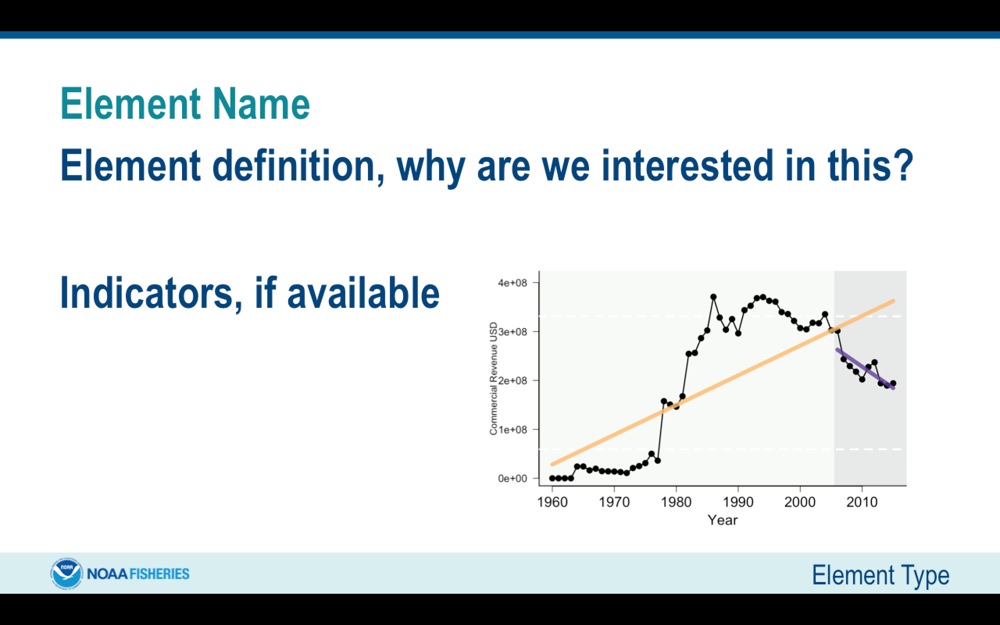 Element Name
Element definition, why are we interested in this?
Indicators, if available
4e+08
3e+08
2e+08
1e+08
0e+00
Commercial Revenue USD
1960 1970 1980 1990 2000 2010
Year
NOAA
NOAA FISHERIES
Element Type